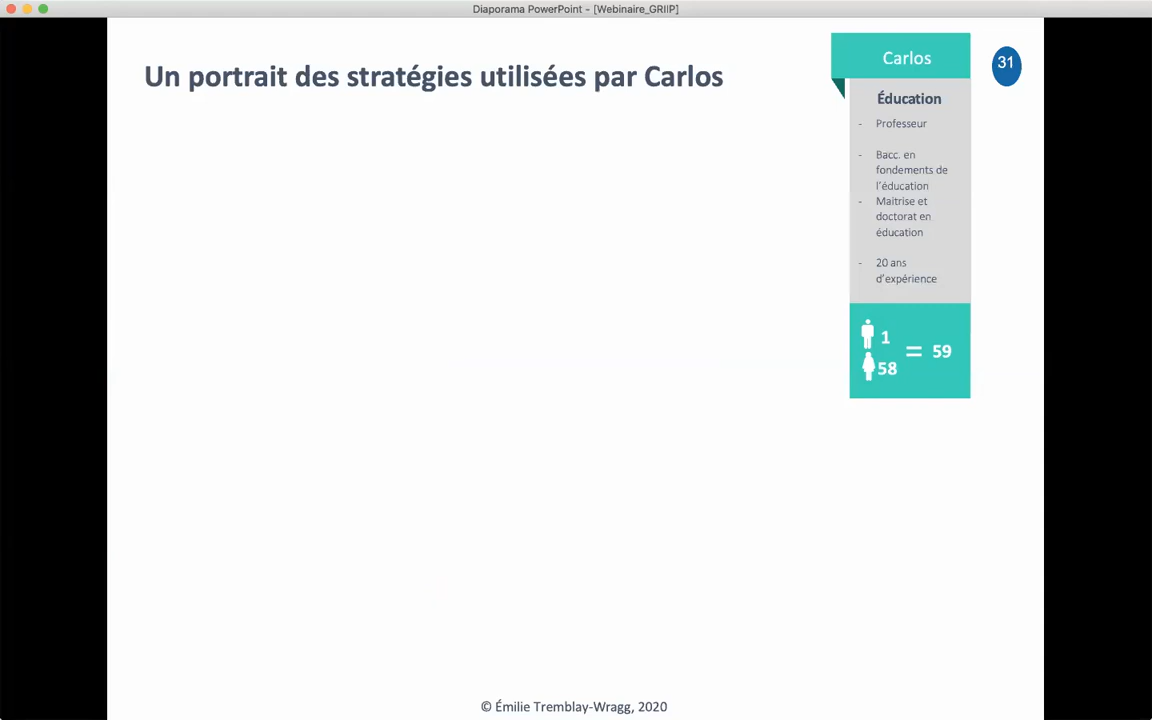 Diaporama PowerPoint - [Webinaire_GRIIP]
Un portrait des stratégies utilisées par Carlos
Carlos
31
Éducation
- Professeur
- Bacc. en
fondements de
l'éducation
- Maitrise et
doctorat en
éducation
- 20 ans
d'expérience
1
= 59
58
© Émilie Tremblay-Wragg, 2020